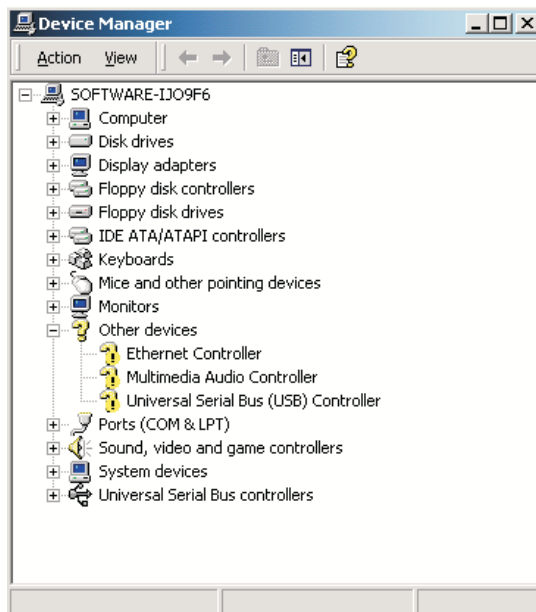 Device Manager
Action View
SOFTWARE-IJO9F6
Computer
Disk drives
Display adapters
Floppy disk controllers
Floppy disk drives
IDE ATA/ATAPI controllers
Keyboards
Mice and other pointing devices
Monitors
Other devices
Ethernet Controller
Multimedia Audio Controller
Universal Serial Bus (USB) Controller
Ports (COM & LPT)
Sound, video and game controllers
System devices
Universal Serial Bus controllers